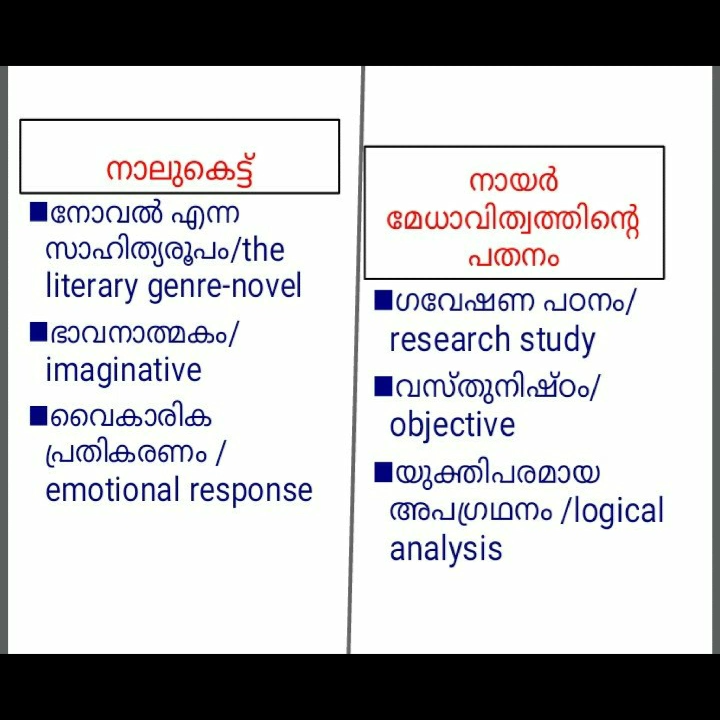 നാലുകെട്ട്
■നോവൽ എന്ന
സാഹിത്യരൂപം/the
literary genre-novel
■ഭാവനാത്മകം/
imaginative
■വൈകാരിക
പ്രതികരണം /
emotional response
നായർ
മേധാവിത്വത്തിന്റെ
പതനം
■ഗവേഷണ പഠനം/
research study
■വസ്തുനിഷ്ഠം/
objective
■യുക്തിപരമായ
അപഗ്രഥനം /logical
analysis